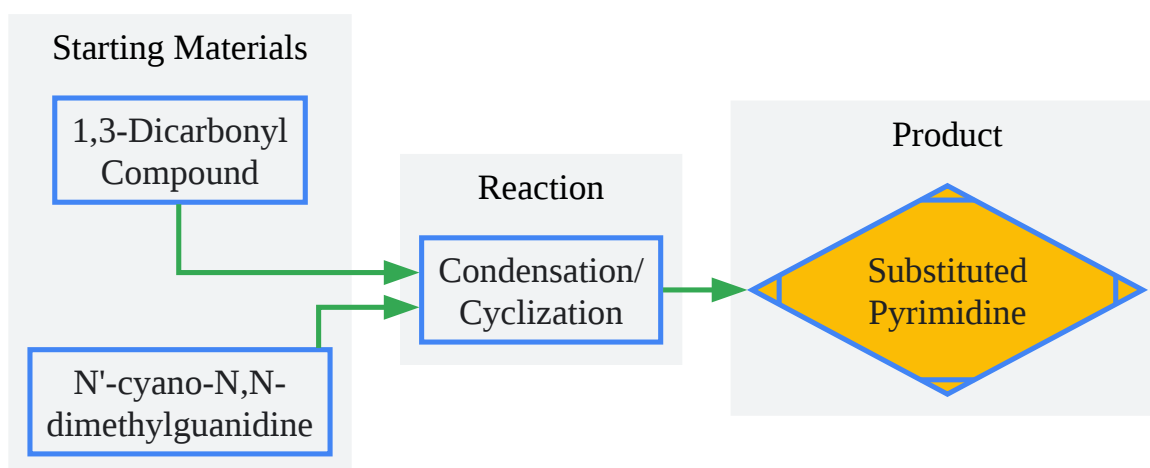 Starting Materials
1,3-Dicarbonyl
Compound
N'-cyano-N,N-
dimethylguanidine
Reaction
Condensation/
Cyclization
Product
Substituted
Pyrimidine